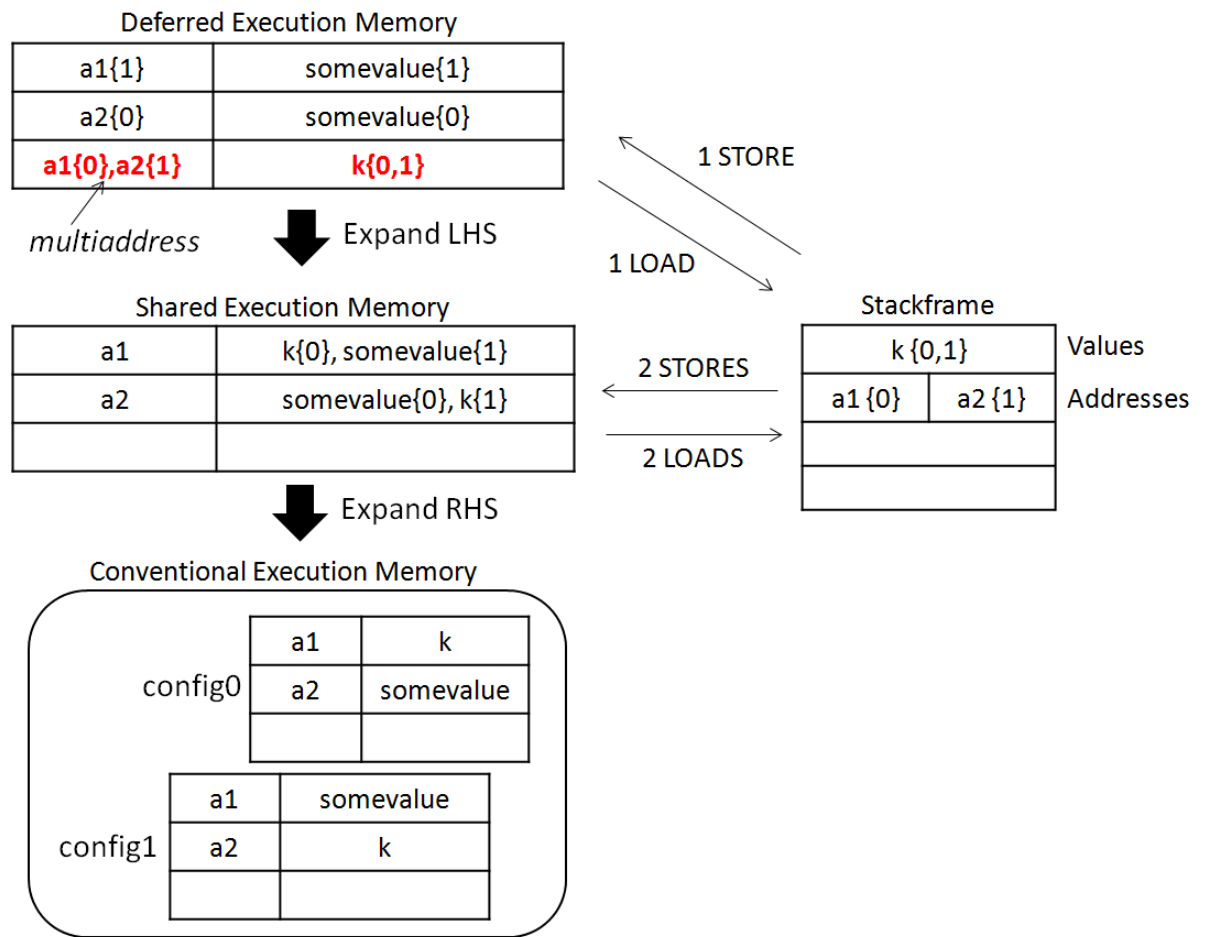 Deferred Execution Memory
a1{1} somevalue{1}
a2{0} somevalue{0}
a1{0},a2{1} k{0,1}
multiaddress
Expand LHS
1 STORE
1 LOAD
Shared Execution Memory
a1 k{0}, somevalue{1}
a2 somevalue{0}, k{1}
2 STORES
2 LOADS
Stackframe
k {0,1} Values
a1 {0} a2 {1} Addresses
Expand RHS
Conventional Execution Memory
config0
a1 k
a2 somevalue
config1
a1 somevalue
a2 k